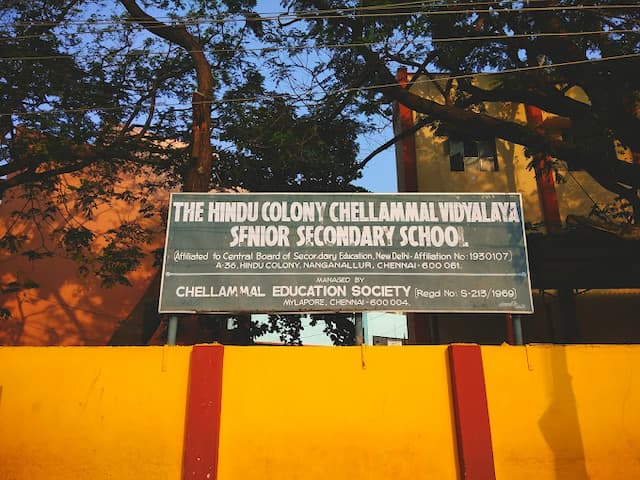 THE HINDU COLONY CHELLAMMAL VIDYALAYA
SENIOR SECONDARY SCHOOL
(Affiliated to Central Board of Secondary Education, New Delhi- Affiliation No: 1930107)
A-36, HINDU COLONY, NANGANALLUR, CHENNAI-600 061.
MANAGED BY
CHELLAMMAL EDUCATION SOCIETY (Regd No: S-213/1969)
MYLAPORE, CHENNAI-600 004.